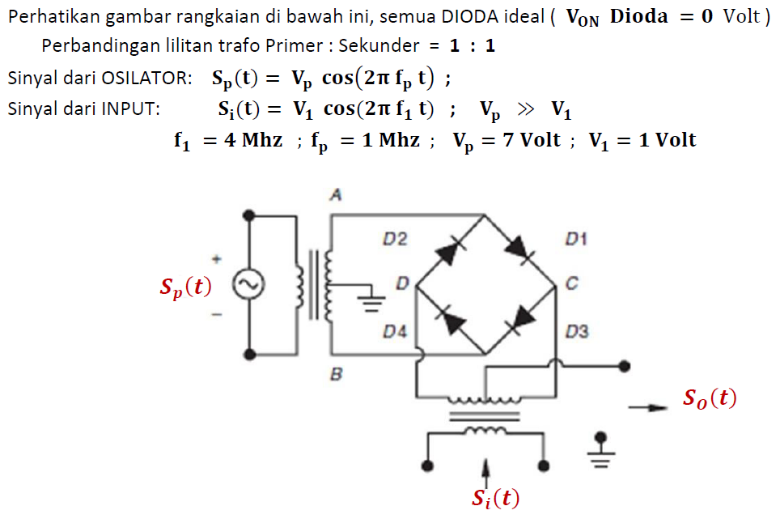 Perhatikan gambar rangkaian di bawah ini, semua DIODA ideal ( V_ON Dioda = 0 Volt )
Perbandingan lilitan trafo Primer : Sekunder = 1 : 1
Sinyal dari OSILATOR: S_p(t) = V_p cos(2π f_p t) ;
Sinyal dari INPUT: S_i(t) = V_1 cos(2π f_1 t) ; V_p ≫ V_1
f_1 = 4 Mhz ; f_p = 1 Mhz ; V_p = 7 Volt ; V_1 = 1 Volt
A
D2 D1
+
S_p(t)
D C
−
D4 D3
B
S_o(t)
S_i(t)